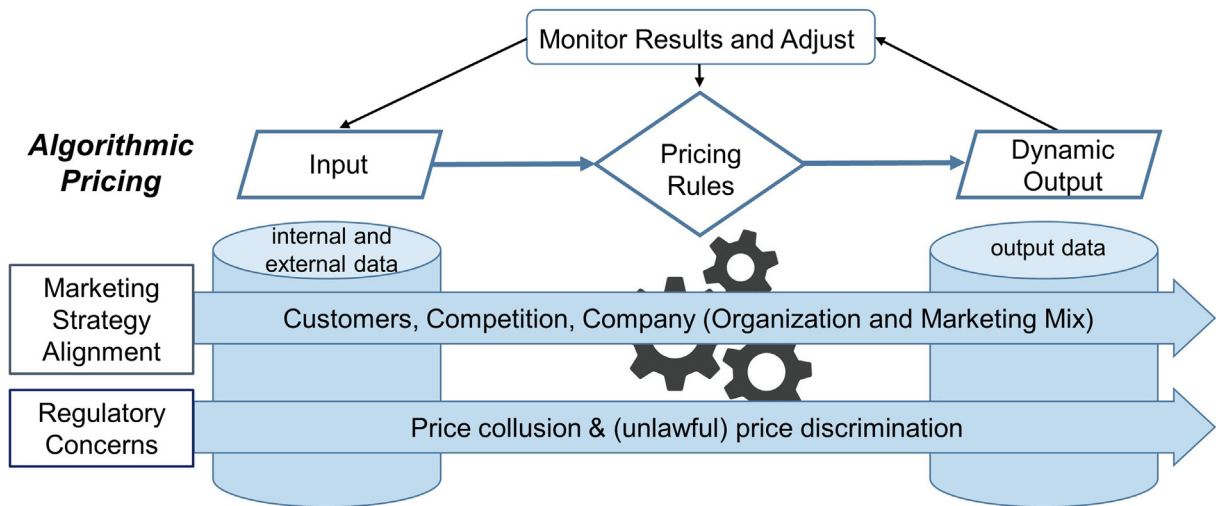 Monitor Results and Adjust
Algorithmic
Pricing
Input
Pricing
Rules
Dynamic
Output
internal and
external data
output data
Marketing
Strategy
Alignment
Customers, Competition, Company (Organization and Marketing Mix)
Regulatory
Concerns
Price collusion & (unlawful) price discrimination